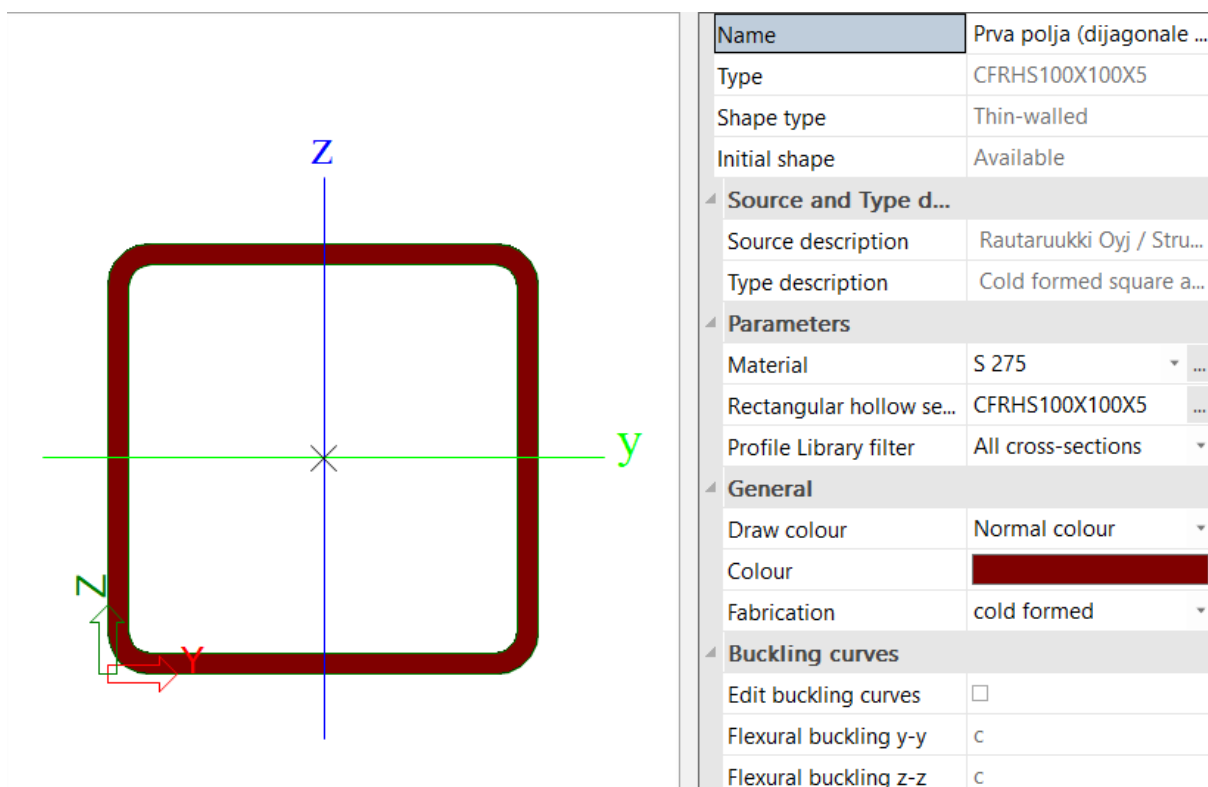 z
y
Z
Y
Name Prva polja (dijagonale ...
Type CFRHS100X100X5
Shape type Thin-walled
Initial shape Available
Source and Type d...
Source description Rautaruukki Oyj / Stru...
Type description Cold formed square a...
Parameters
Material S 275 ...
Rectangular hollow se... CFRHS100X100X5 ...
Profile Library filter All cross-sections
General
Draw colour Normal colour
Colour
Fabrication cold formed
Buckling curves
Edit buckling curves
Flexural buckling y-y c
Flexural buckling z-z c